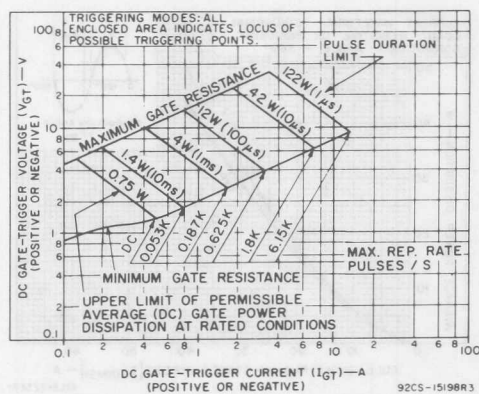 TRIGGERING MODES: ALL
ENCLOSED AREA INDICATES LOCUS OF
POSSIBLE TRIGGERING POINTS.
PULSE DURATION
LIMIT
MAXIMUM GATE RESISTANCE
122W(1μs)
42W(10μs)
12W(100μs)
4W(1ms)
1.4W(10ms)
0.75 W
DC
0.053K
0.187K
0.625K
1.8K
6.15K
MAX. REP. RATE
PULSES / S
MINIMUM GATE RESISTANCE
UPPER LIMIT OF PERMISSIBLE
AVERAGE (DC) GATE POWER
DISSIPATION AT RATED CONDITIONS
DC GATE-TRIGGER VOLTAGE (VGT)—V
(POSITIVE OR NEGATIVE)
100
8
6
4
2
10
8
6
4
2
1
8
6
4
2
0.1
0.1
2
4
6
8
1
2
4
6
8
10
2
4
6
8
100
DC GATE-TRIGGER CURRENT (IGT)—A
(POSITIVE OR NEGATIVE)
92CS-15198R3